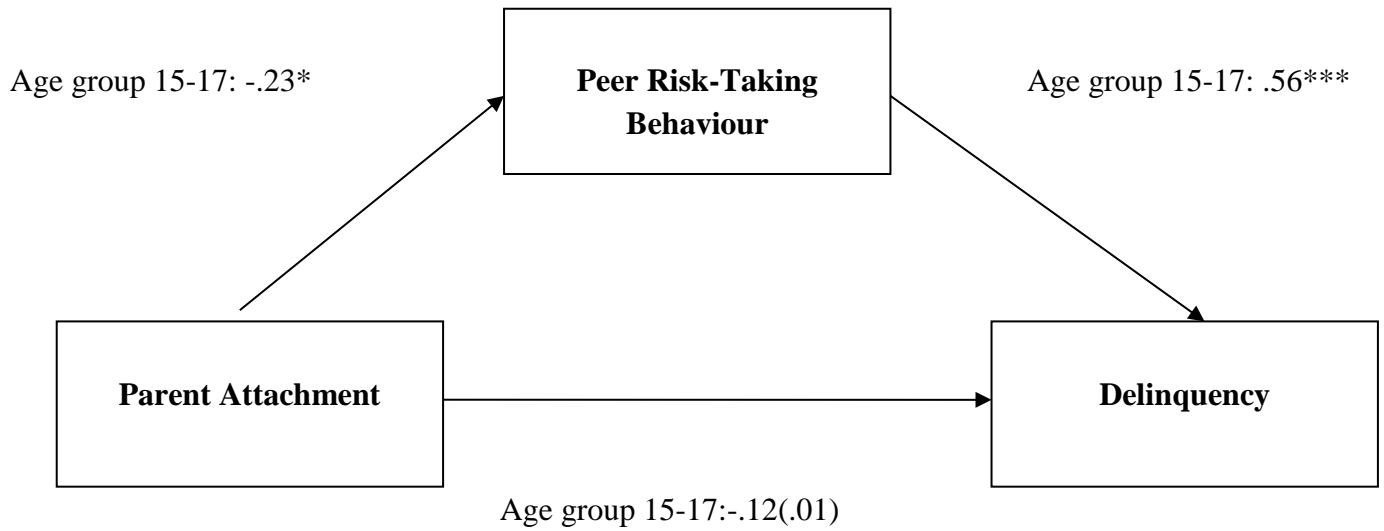 Age group 15-17: -.23*
Peer Risk-Taking
Behaviour
Age group 15-17: .56***
Parent Attachment
Delinquency
Age group 15-17:-.12(.01)